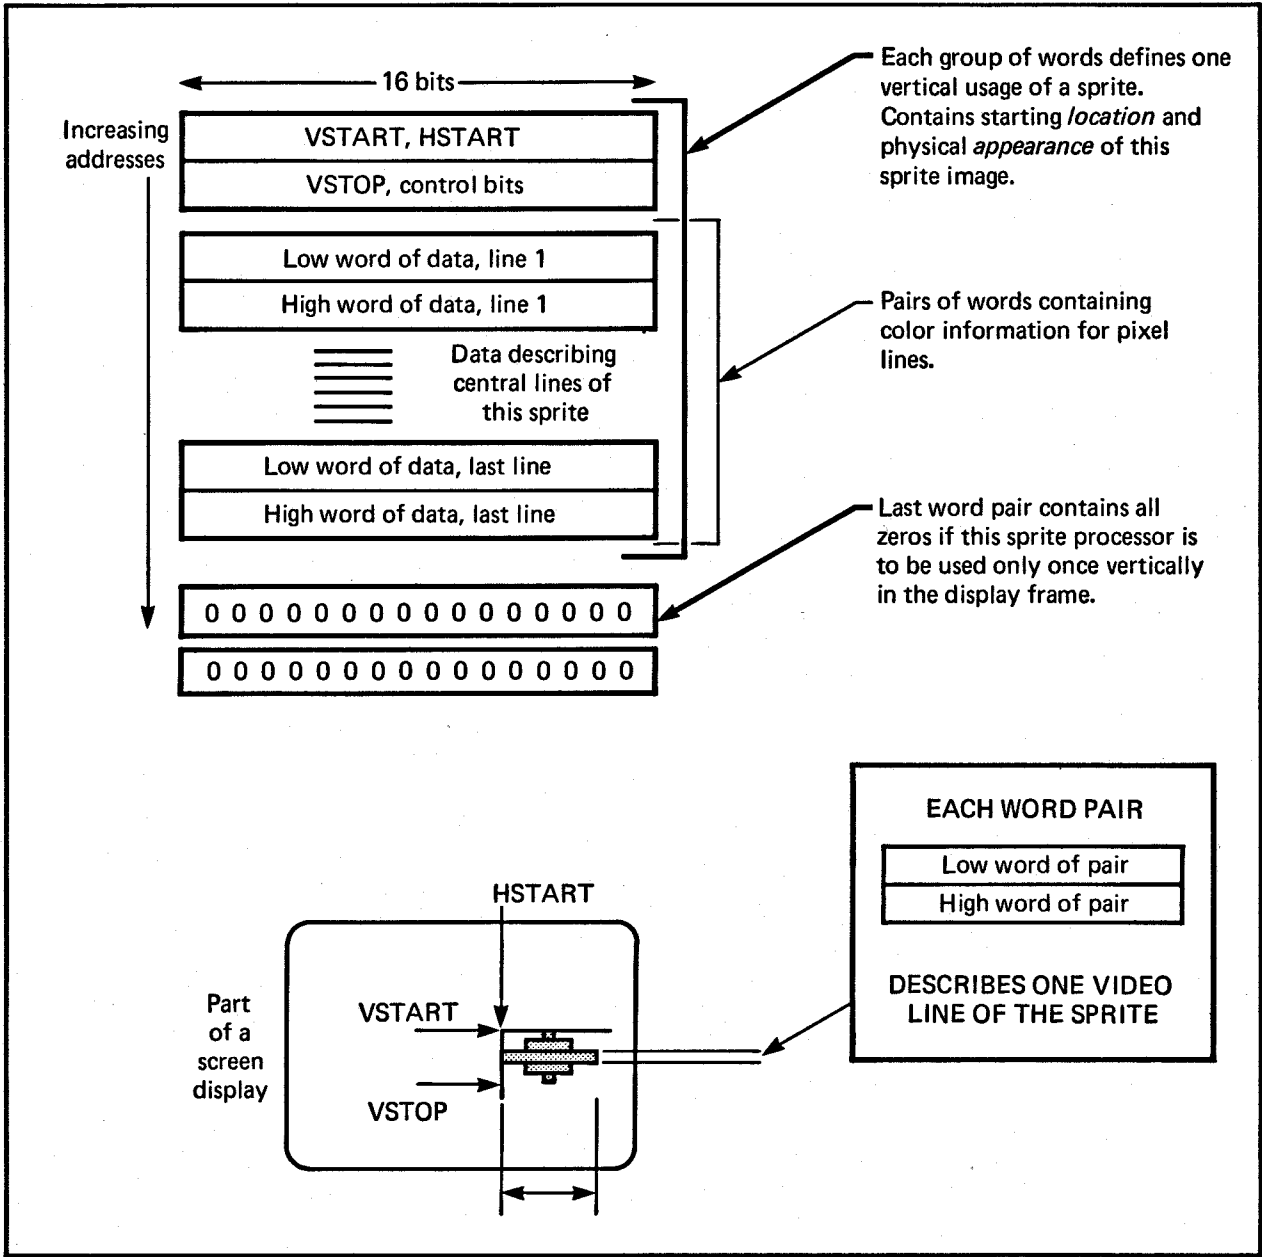 16 bits
Increasing
addresses
VSTART, HSTART
VSTOP, control bits
Low word of data, line 1
High word of data, line 1
Data describing
central lines of
this sprite
Low word of data, last line
High word of data, last line
0 0 0 0 0 0 0 0 0 0 0 0 0 0 0 0
0 0 0 0 0 0 0 0 0 0 0 0 0 0 0 0
Each group of words defines one
vertical usage of a sprite.
Contains starting location and
physical appearance of this
sprite image.
Pairs of words containing
color information for pixel
lines.
Last word pair contains all
zeros if this sprite processor is
to be used only once vertically
in the display frame.
EACH WORD PAIR
Low word of pair
High word of pair
DESCRIBES ONE VIDEO
LINE OF THE SPRITE
HSTART
VSTART
VSTOP
Part
of a
screen
display